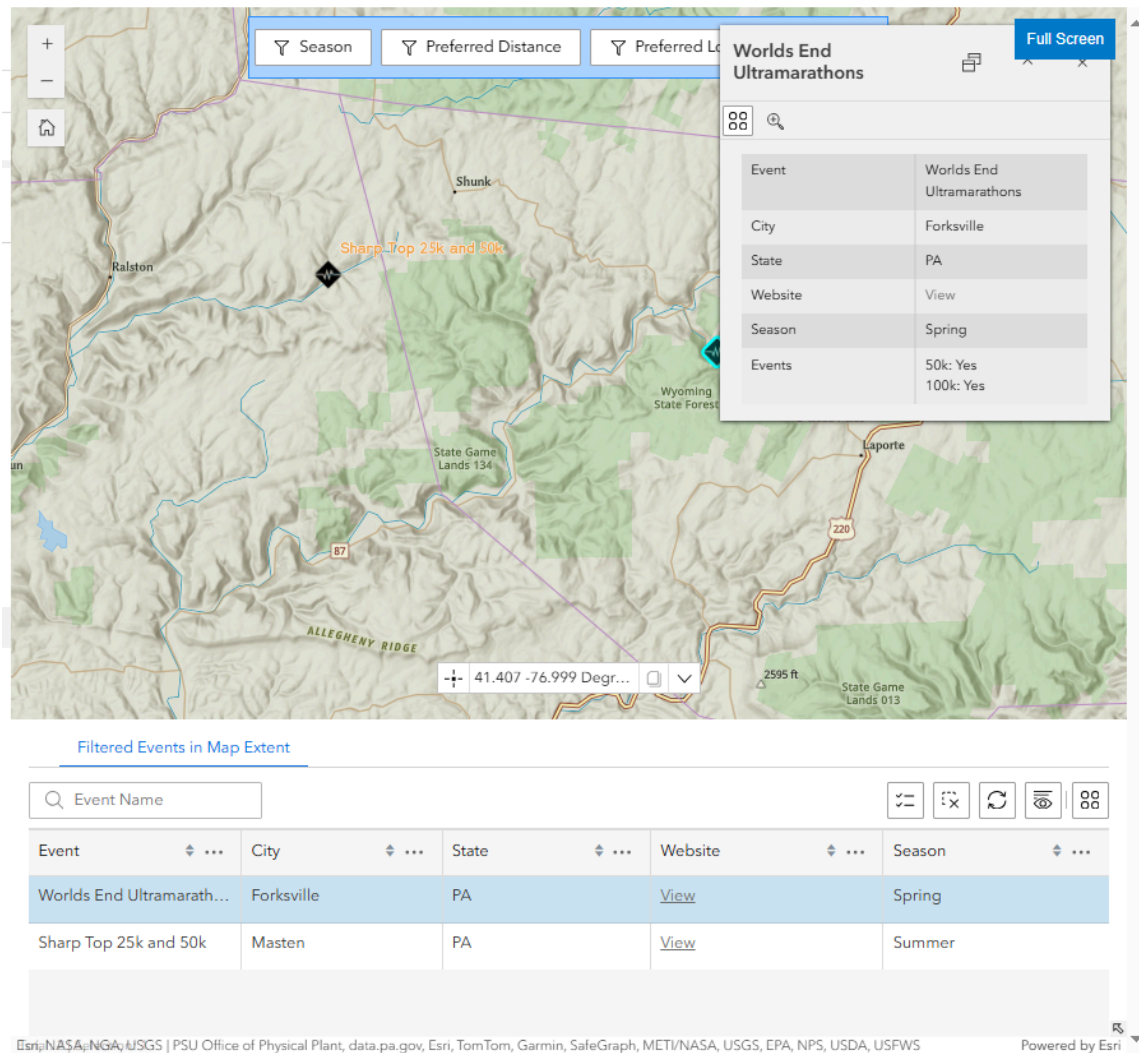 +
Season
Preferred Distance
Preferred Lo
Worlds End
Ultramarathons
Full Screen
Event
Worlds End
Ultramarathons
City
Forksville
State
PA
Website
View
Season
Spring
Events
50k: Yes
100k: Yes
Shunk
Sharp Top 25k and 50k
Ralston
Wyoming
State Forest
Laporte
State Game
Lands 134
un
220
87
ALLEGHENY RIDGE
41.407 -76.999 Degr...
2595 ft
State Game
Lands 013
Filtered Events in Map Extent
Event Name
Event
City
State
Website
Season
Worlds End Ultramarath...
Forksville
PA
View
Spring
Sharp Top 25k and 50k
Masten
PA
View
Summer
Esri, NASA, NGA, USGS | PSU Office of Physical Plant, data.pa.gov, Esri, TomTom, Garmin, SafeGraph, METI/NASA, USGS, EPA, NPS, USDA, USFWS
Powered by Esri